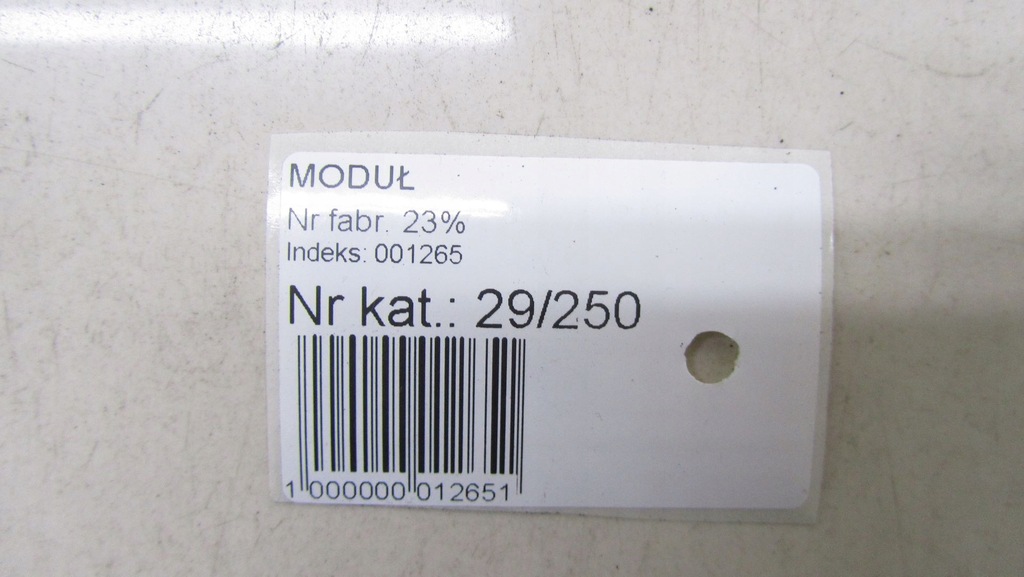 MODUŁ
Nr fabr. 23%
Indeks: 001265
Nr kat.: 29/250
1 000000 012651